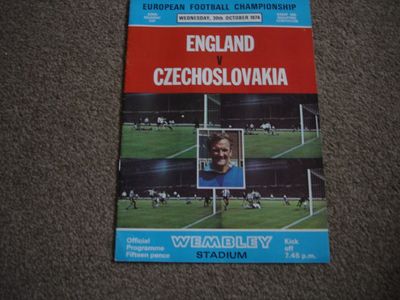 EUROPEAN FOOTBALL CHAMPIONSHIP
WEDNESDAY, 30th OCTOBER 1974
ENGLAND
V
CZECHOSLOVAKIA
Official
Programme
Fifteen pence
WEMBLEY
STADIUM
Kick
off
7.45 p.m.